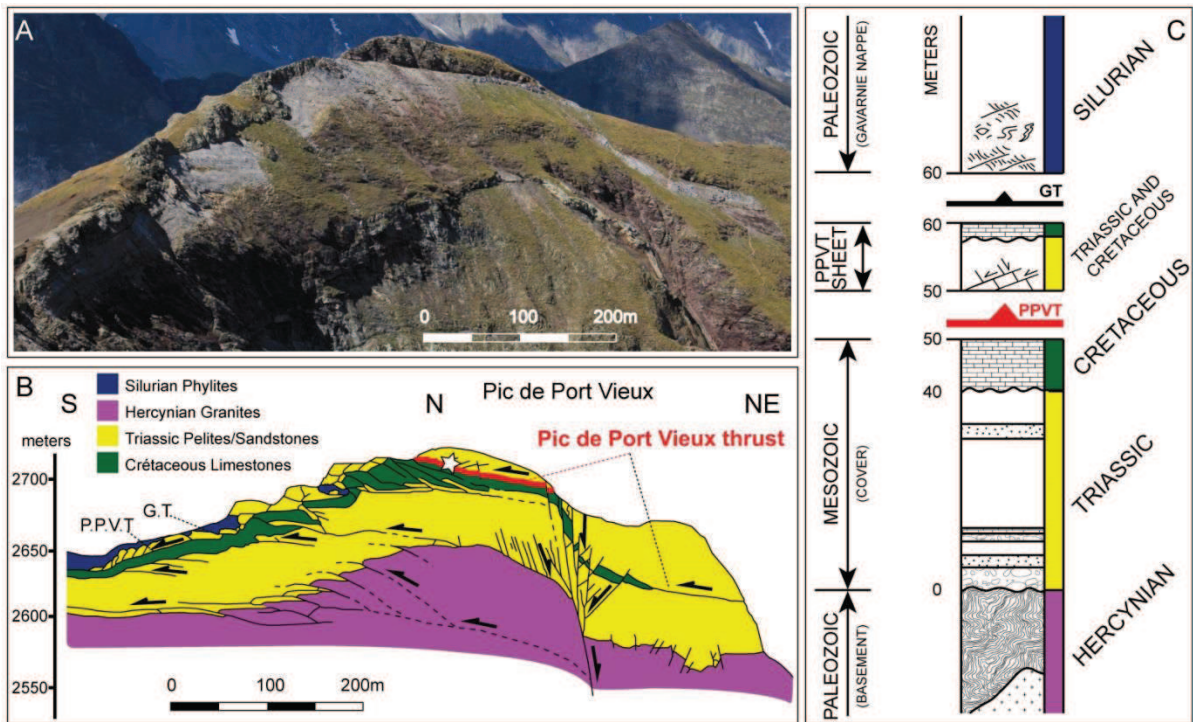 A
0 100 200m
B
Silurian Phylites
Hercynian Granites
Triassic Pelites/Sandstones
Crétaceous Limestones
S
N
NE
Pic de Port Vieux
Pic de Port Vieux thrust
meters
2700
2650
2600
2550
G.T.
P.P.V.T
0 100 200m
C
METERS
PALEOZOIC
(GAVARNIE NAPPE)
SILURIAN
60
GT
60
PPVT
SHEET
TRIASSIC AND
CRETACEOUS
50
PPVT
50
CRETACEOUS
40
MESOZOIC
(COVER)
TRIASSIC
0
PALEOZOIC
(BASEMENT)
HERCYNIAN